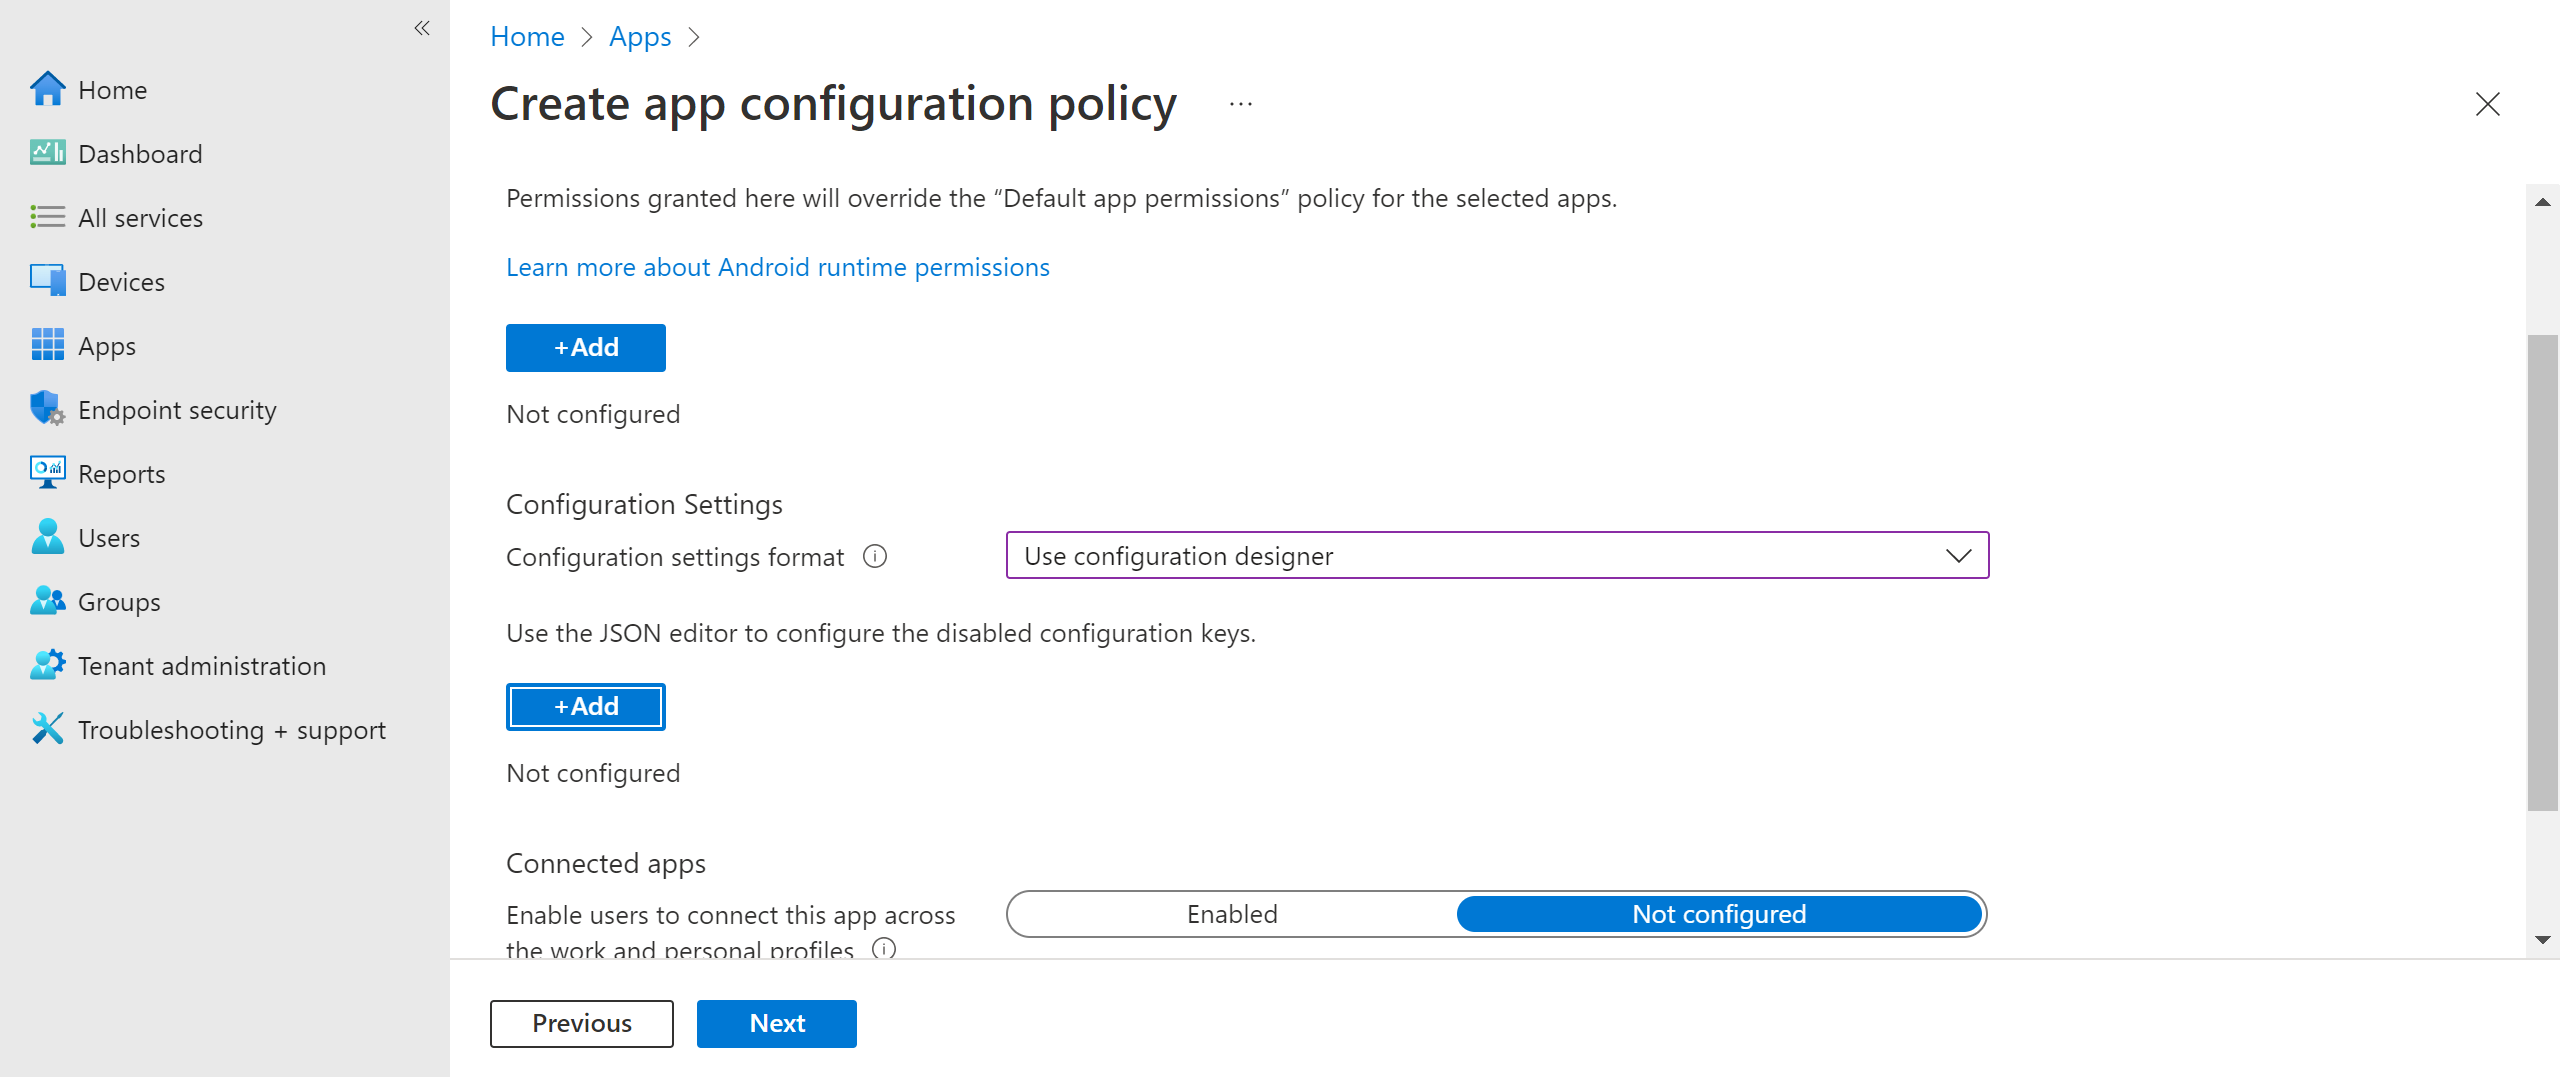 Home
Dashboard
All services
Devices
Apps
Endpoint security
Reports
Users
Groups
Tenant administration
Troubleshooting + support
Home > Apps >
Create app configuration policy ...
Permissions granted here will override the “Default app permissions” policy for the selected apps.
Learn more about Android runtime permissions
+Add
Not configured
Configuration Settings
Configuration settings format
Use configuration designer
Use the JSON editor to configure the disabled configuration keys.
+Add
Not configured
Connected apps
Enable users to connect this app across
the work and personal profiles
Enabled
Not configured
Previous
Next